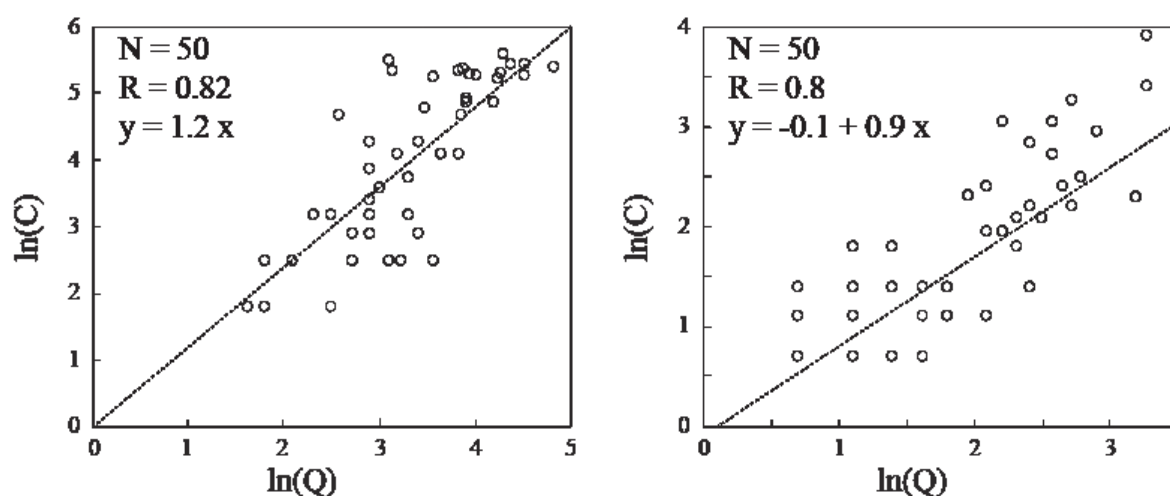 N = 50
R = 0.82
y = 1.2 x
6
5
4
3
2
1
0
ln(C)
0
1
2
3
4
5
ln(Q)
N = 50
R = 0.8
y = -0.1 + 0.9 x
4
3
2
1
0
ln(C)
0
1
2
3
ln(Q)